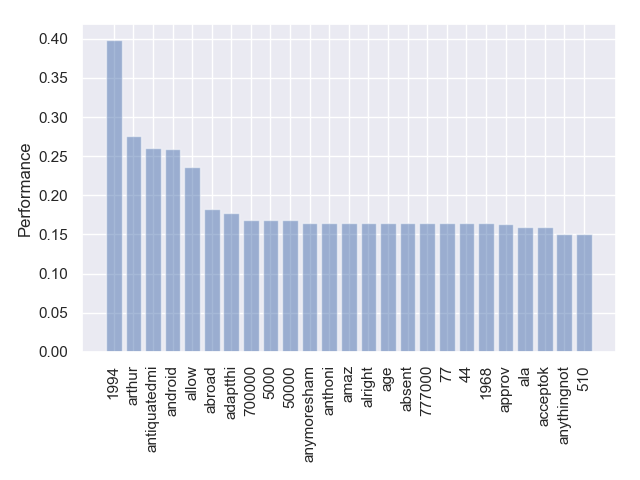 0.40
0.35
0.30
0.25
0.20
0.15
0.10
0.05
0.00
Performance
1994
arthur
antiquatedmi
android
allow
abroad
adaptthi
700000
5000
50000
anymoresham
anthoni
amaz
alright
age
absent
777000
77
44
1968
approv
ala
acceptok
anythingnot
510